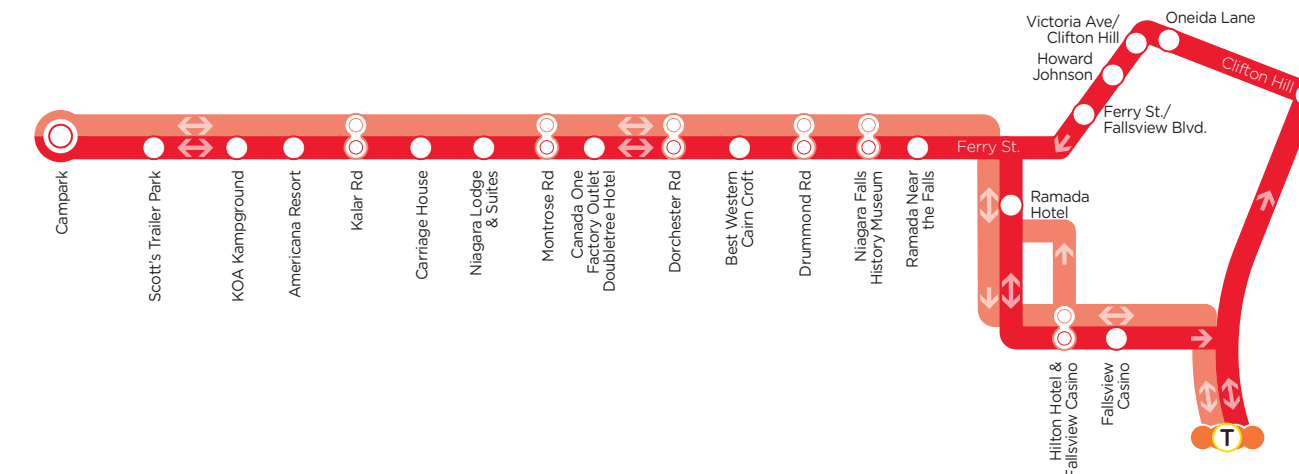 Victoria Ave/
Clifton Hill
Oneida Lane
Howard
Johnson
Clifton Hill
Ferry St./
Fallsview Blvd.
Ferry St.
Campark
Scott's Trailer Park
KOA Kampground
Americana Resort
Kalar Rd
Carriage House
Niagara Lodge
& Suites
Montrose Rd
Canada One
Factory Outlet
Doubletree Hotel
Dorchester Rd
Best Western
Cairn Croft
Drummond Rd
Niagara Falls
History Museum
Ramada Near
the Falls
Ramada
Hotel
Hilton Hotel &
Fallsview Casino
Fallsview
Casino
T